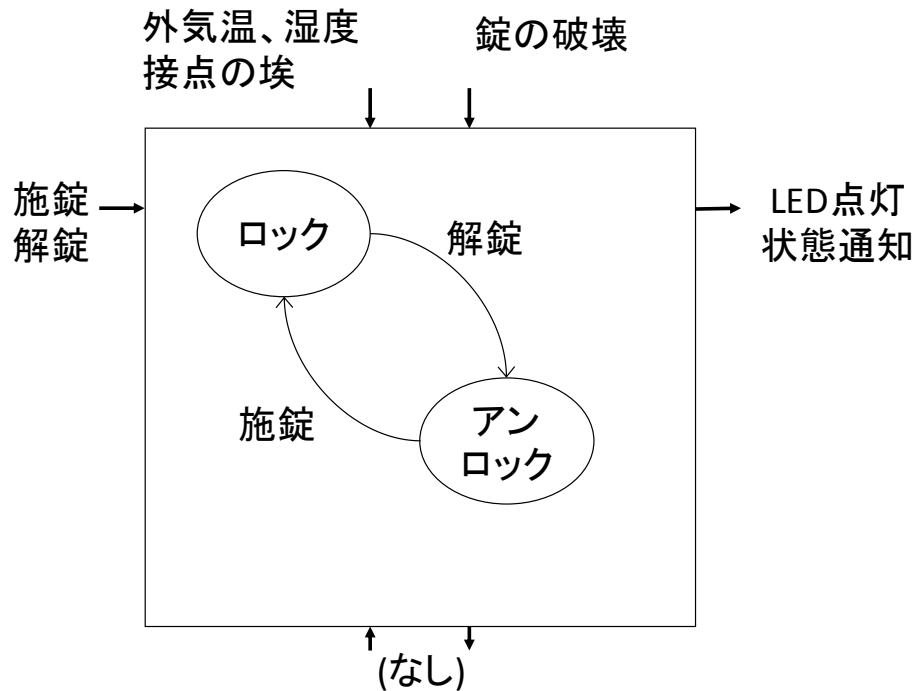 外気温、湿度
接点の埃
錠の破壊
施錠
解錠
ロック
解錠
LED点灯
状態通知
施錠
アン
ロック
(なし)